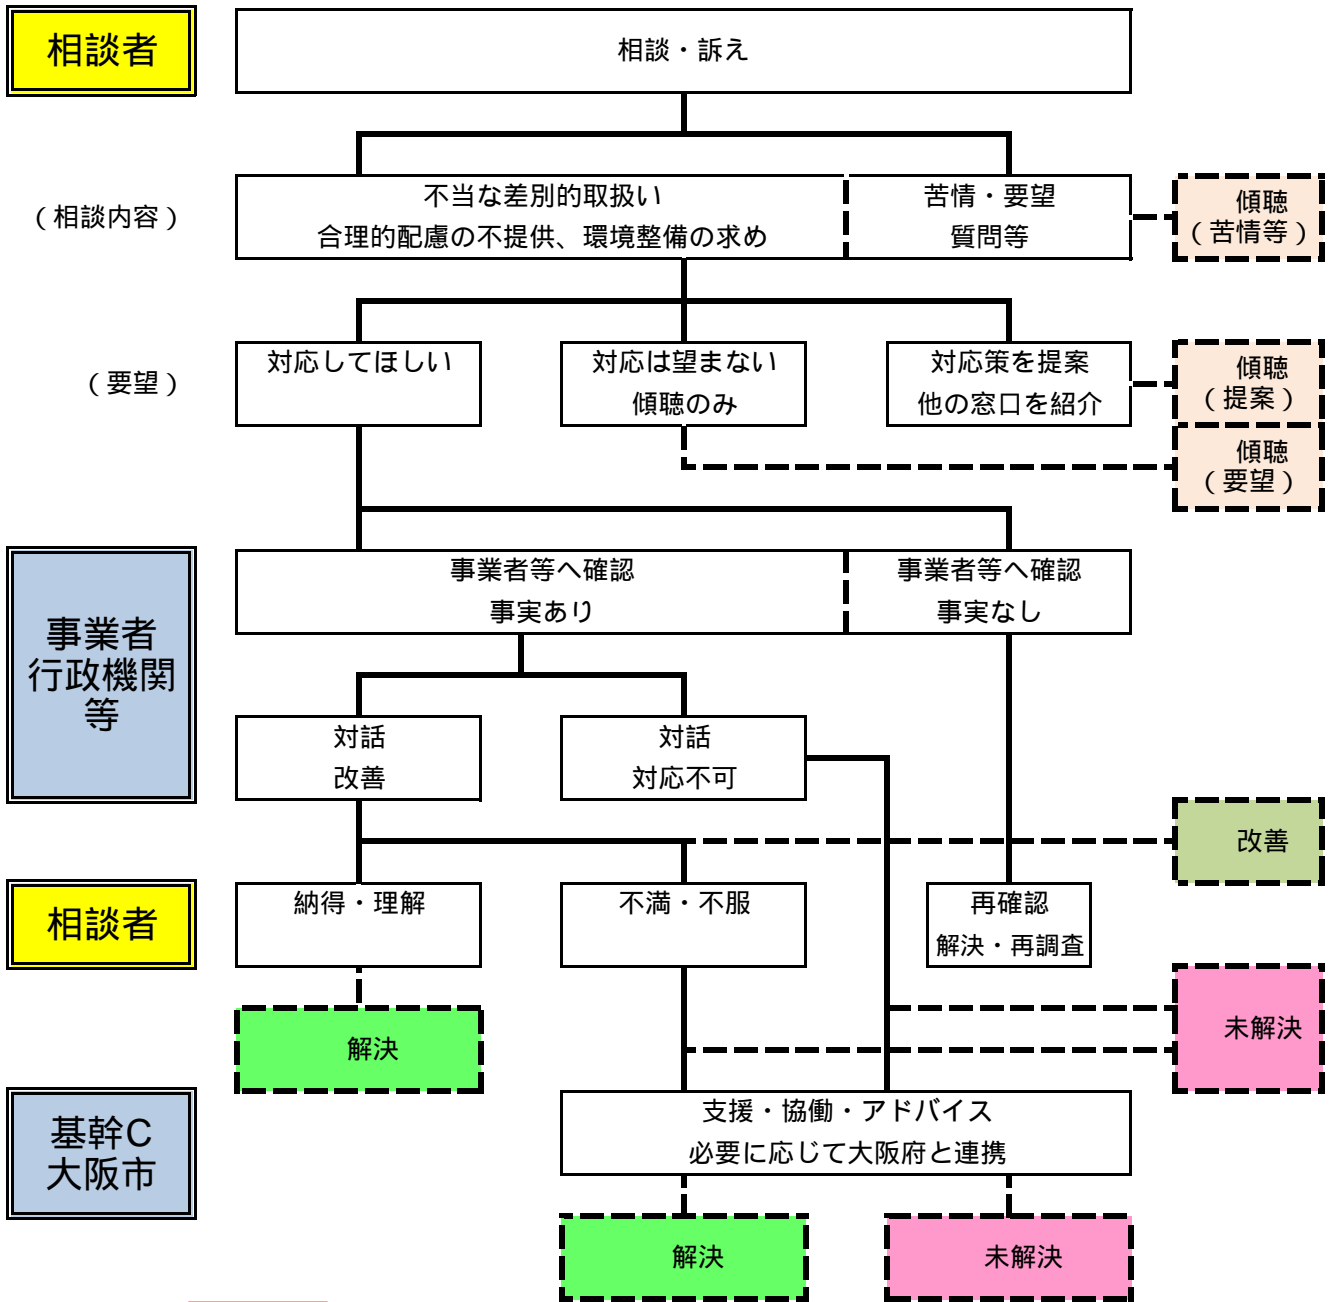 相談者
相談・訴え
（相談内容）
不当な差別的取扱い
合理的配慮の不提供、環境整備の求め
苦情・要望
質問等
傾聴
（苦情等）
（要望）
対応してほしい
対応は望まない
傾聴のみ
対応策を提案
他の窓口を紹介
傾聴
（提案）
傾聴
（要望）
事業者
行政機関
等
事業者等へ確認
事実あり
事業者等へ確認
事実なし
対話
改善
対話
対応不可
改善
相談者
納得・理解
不満・不服
再確認
解決・再調査
解決
未解決
基幹C
大阪市
支援・協働・アドバイス
必要に応じて大阪府と連携
解決
未解決